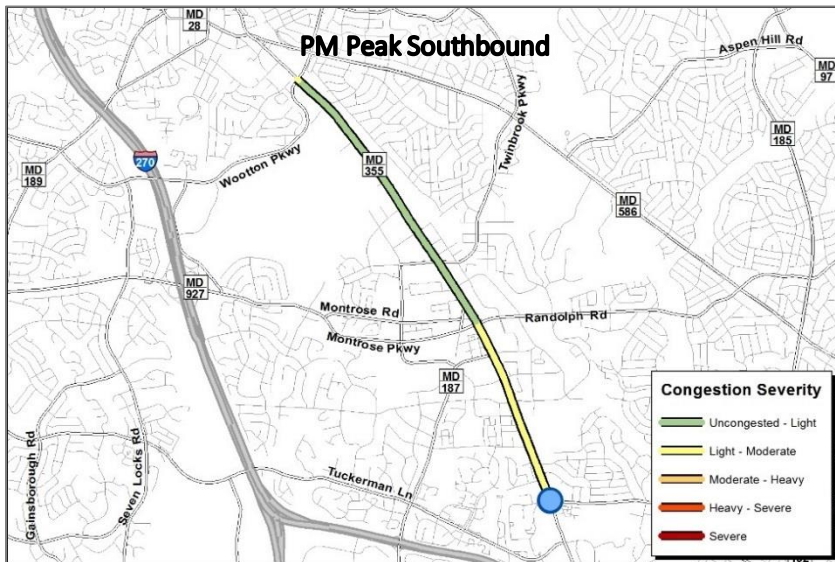 PM Peak Southbound
MD
28
Aspen Hill Rd
MD
97
Twinbrook Pkwy
MD
185
270
MD
355
MD
189
Wootton Pkwy
MD
586
MD
927
Montrose Rd
Randolph Rd
Montrose Pkwy
MD
187
Gainsborough Rd
Seven Locks Rd
Tuckerman Ln
Congestion Severity
Uncongested - Light
Light - Moderate
Moderate - Heavy
Heavy - Severe
Severe